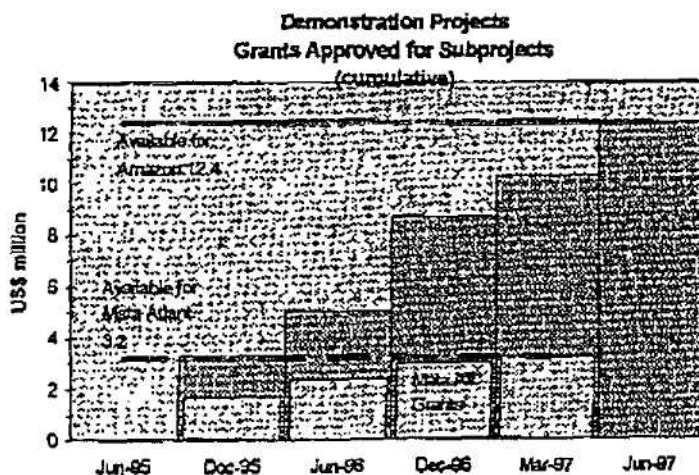 Demonstration Projects
Grants Approved for Subprojects
(cumulative)
US$ million
14
12
10
8
6
4
2
0
Available for
Amazon 12.4
Available for
Mata Atlant
3.2
Mata Atl
Grants
Jun-95
Dec-95
Jun-96
Dec-96
Mar-97
Jun-97